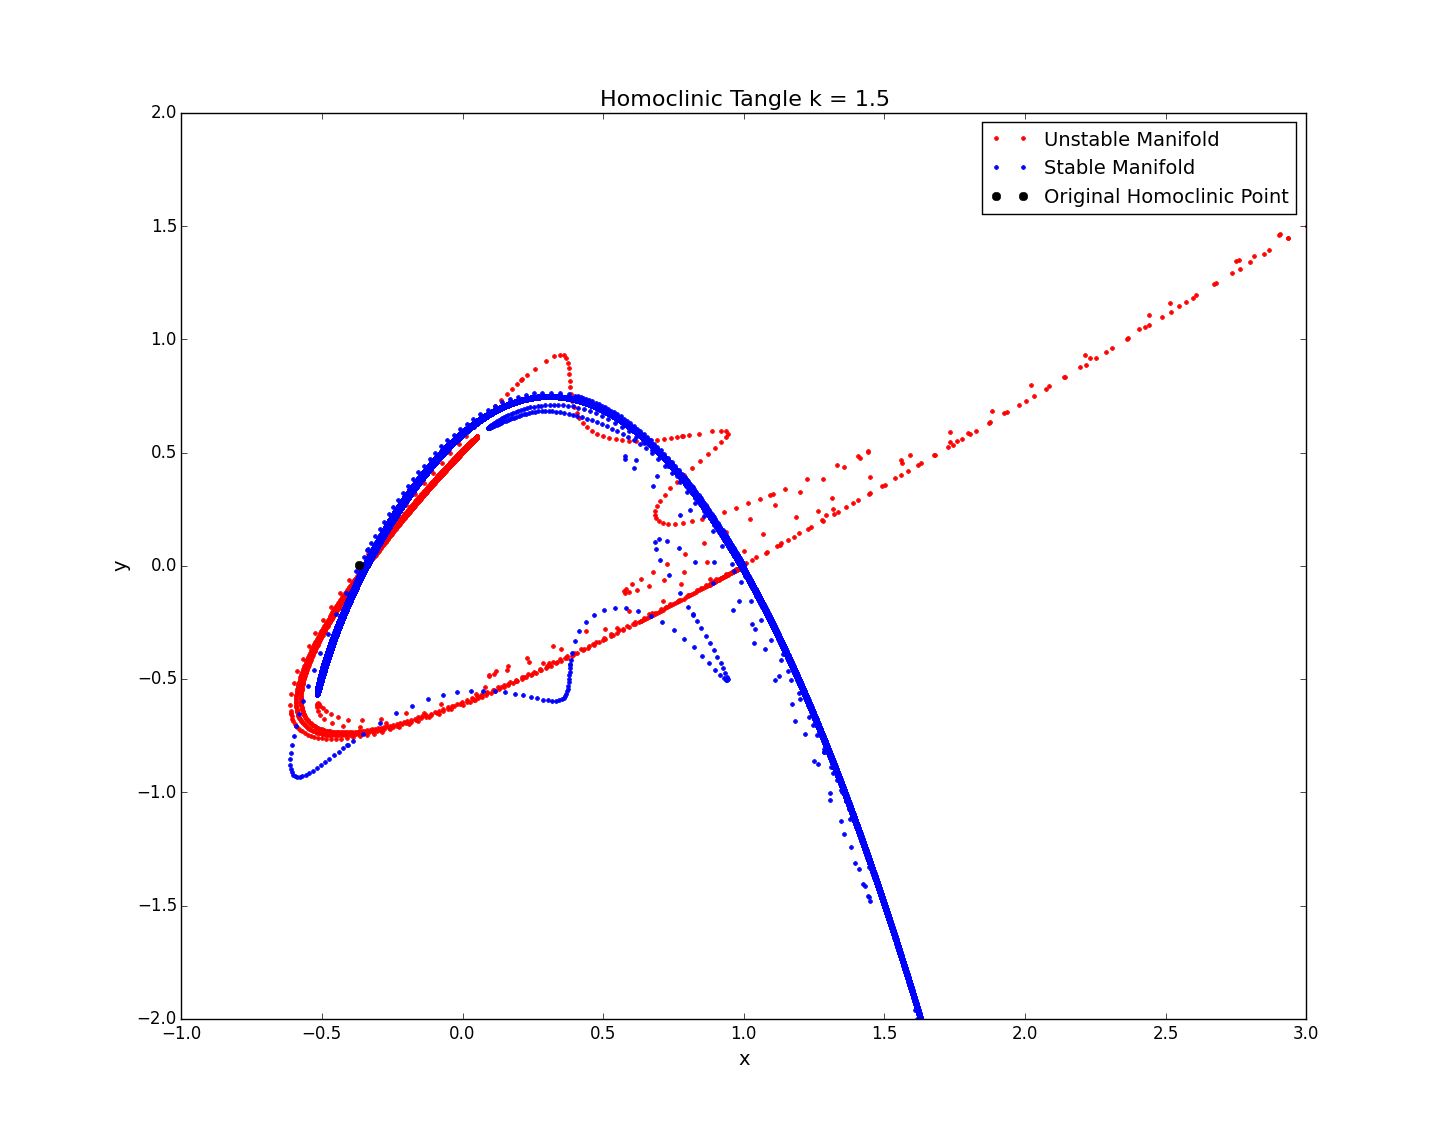 Homoclinic Tangle k = 1.5
2.0
1.5
1.0
0.5
0.0
−0.5
−1.0
−1.5
−2.0
y
Unstable Manifold
Stable Manifold
Original Homoclinic Point
−1.0 −0.5 0.0 0.5 1.0 1.5 2.0 2.5 3.0
x